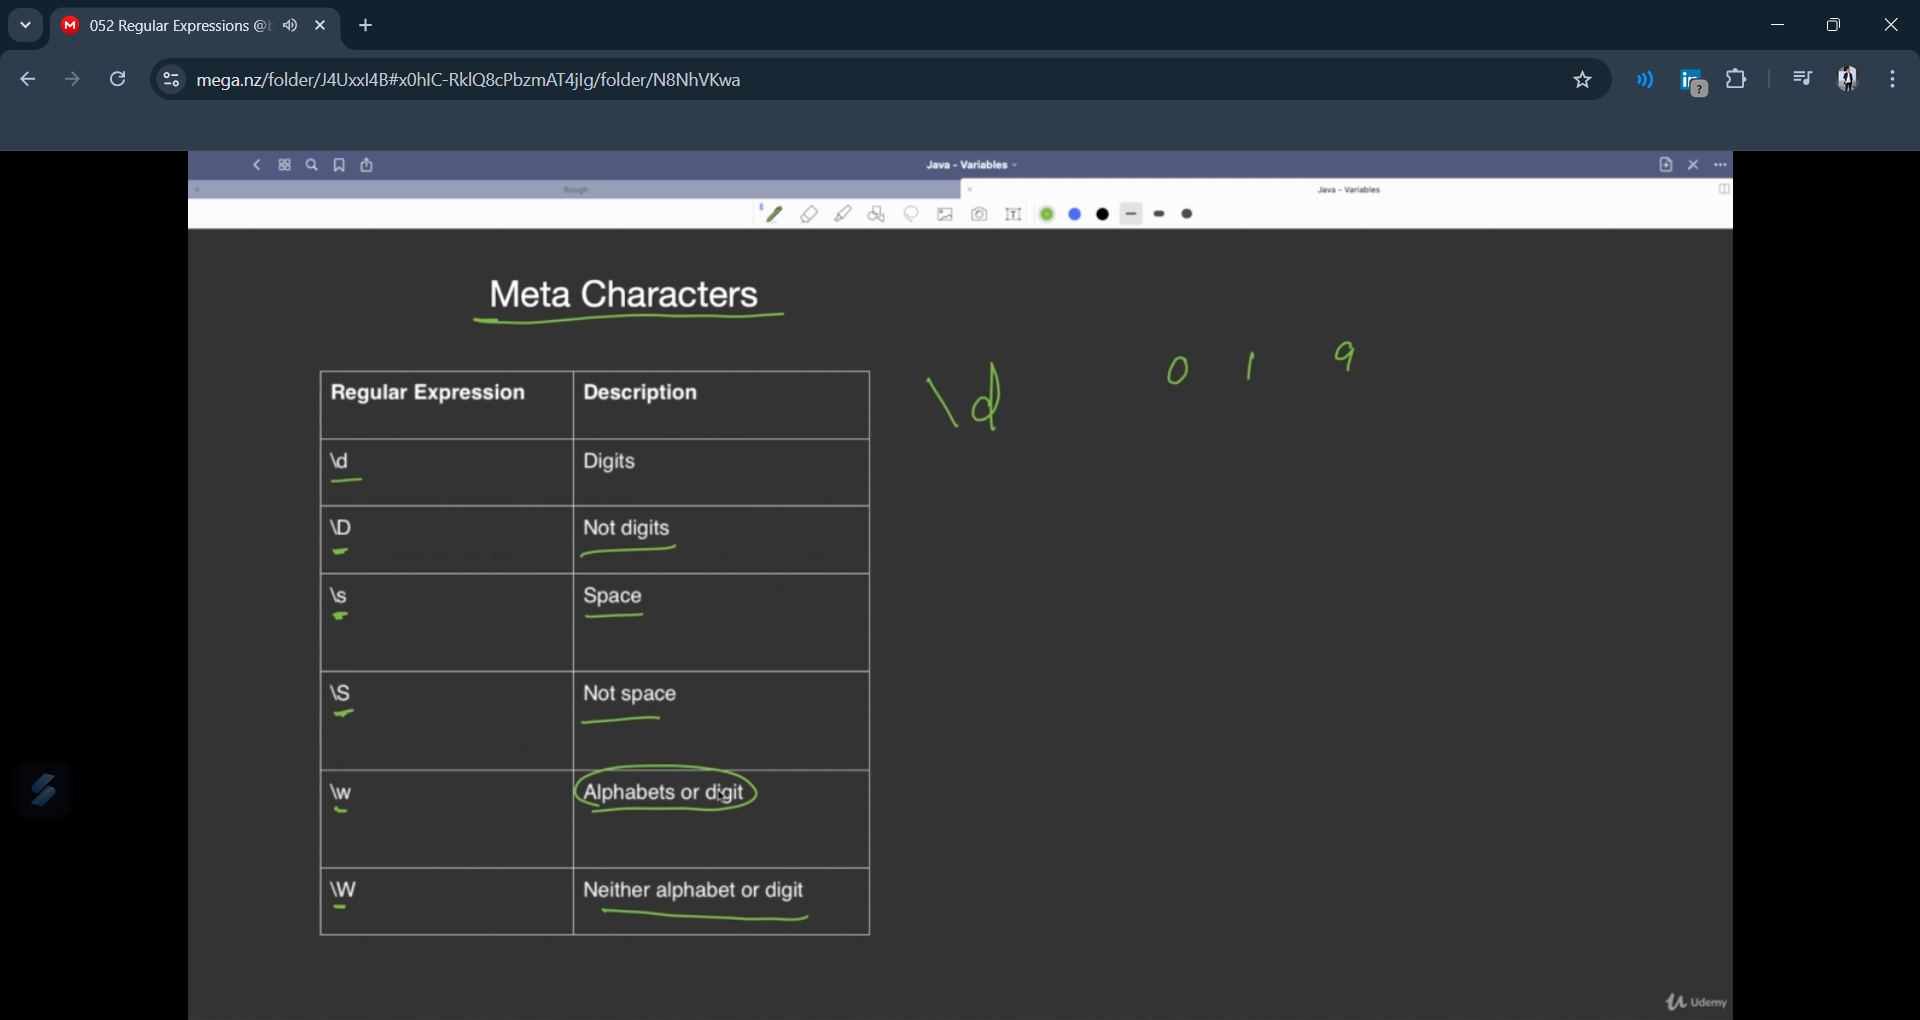 052 Regular Expressions @
mega.nz/folder/J4UxxI4B#x0hIC-RklQ8cPbzmAT4jIg/folder/N8NhVKwa
Java - Variables
Rough
Java - Variables
Meta Characters
\d 0 1 9
Regular Expression Description
\d Digits
\D Not digits
\s Space
\S Not space
\w Alphabets or digit
\W Neither alphabet or digit
Udemy